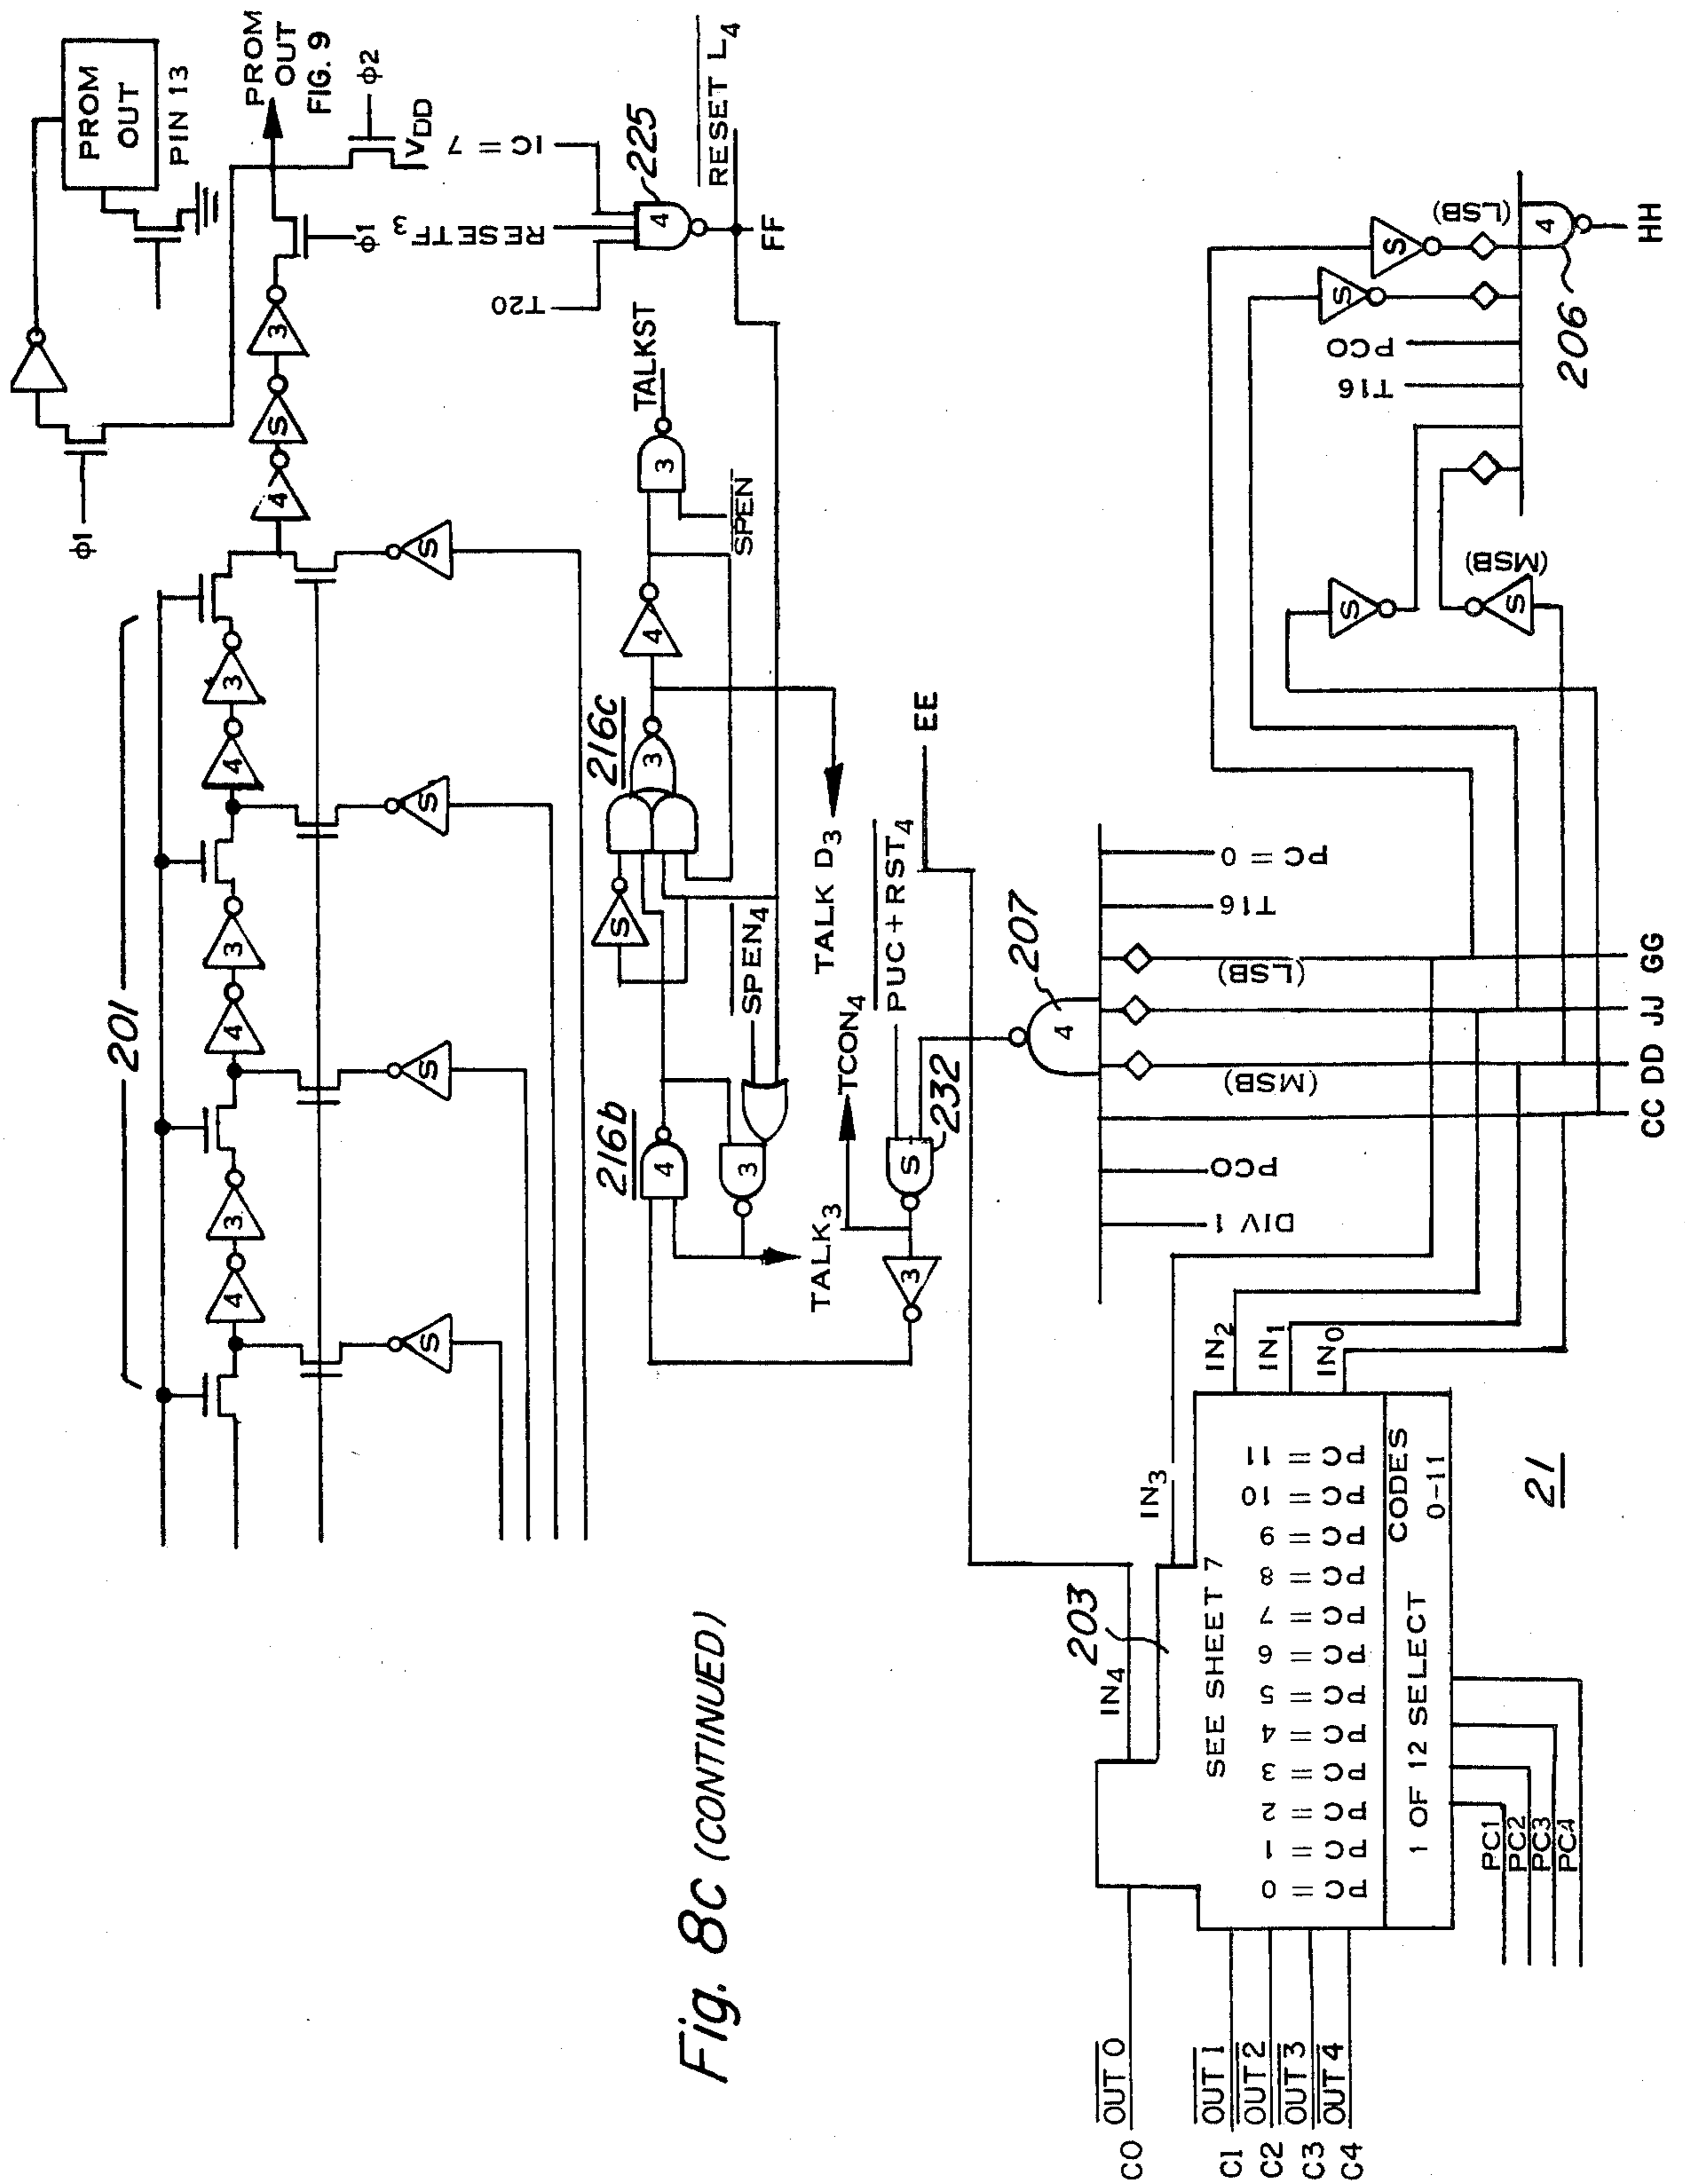 φ1
PROM
OUT
PIN 13
PROM
OUT
FIG. 9
φ2
VDD
φ1
201
4
3
4
3
4
3
4
S
3
S
S
S
S
IC = 7
RESETF3
T20
4
225
RESET L4
FF
216c
S
3
4
3
TALKST
SPEN
TALK D3
216b
4
3
SPEN4
TALK3
TCON4
PUC+RST4
S
232
3
EE
207
4
PC = 0
T16
(LSB)
(MSB)
PC0
DIV 1
CC DD JJ GG
S
S
(LSB)
4
HH
206
PC0
T16
S
S
(MSB)
Fig. 8C (CONTINUED)
203
IN4
IN3
IN2
IN1
IN0
SEE SHEET 7
PC = 0
PC = 1
PC = 2
PC = 3
PC = 4
PC = 5
PC = 6
PC = 7
PC = 8
PC = 9
PC = 10
PC = 11
1 OF 12 SELECT
CODES
0-11
21
PC1
PC2
PC3
PC4
C0 OUT 0
C1 OUT 1
C2 OUT 2
C3 OUT 3
C4 OUT 4